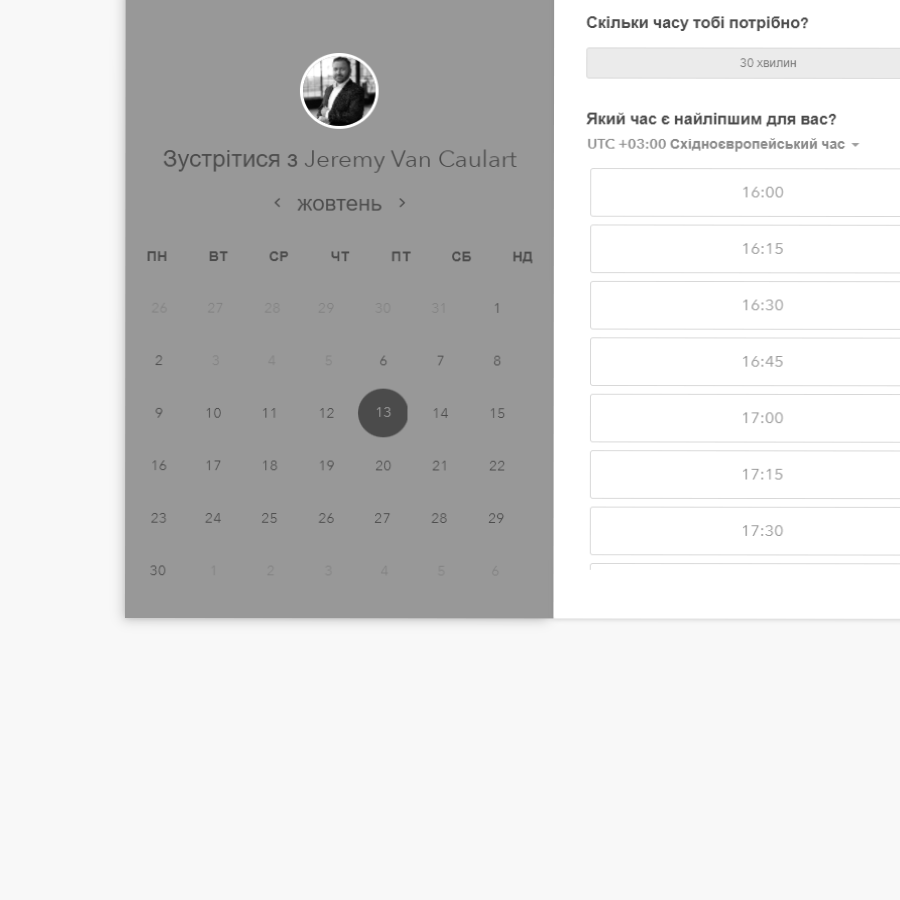 Зустрітися з Jeremy Van Caulart
‹ жовтень ›
ПН ВТ СР ЧТ ПТ СБ НД
26 27 28 29 30 31 1
2 3 4 5 6 7 8
9 10 11 12 13 14 15
16 17 18 19 20 21 22
23 24 25 26 27 28 29
30 1 2 3 4 5 6
Скільки часу тобі потрібно?
30 хвилин
Який час є найліпшим для вас?
UTC +03:00 Східноєвропейський час
16:00
16:15
16:30
16:45
17:00
17:15
17:30